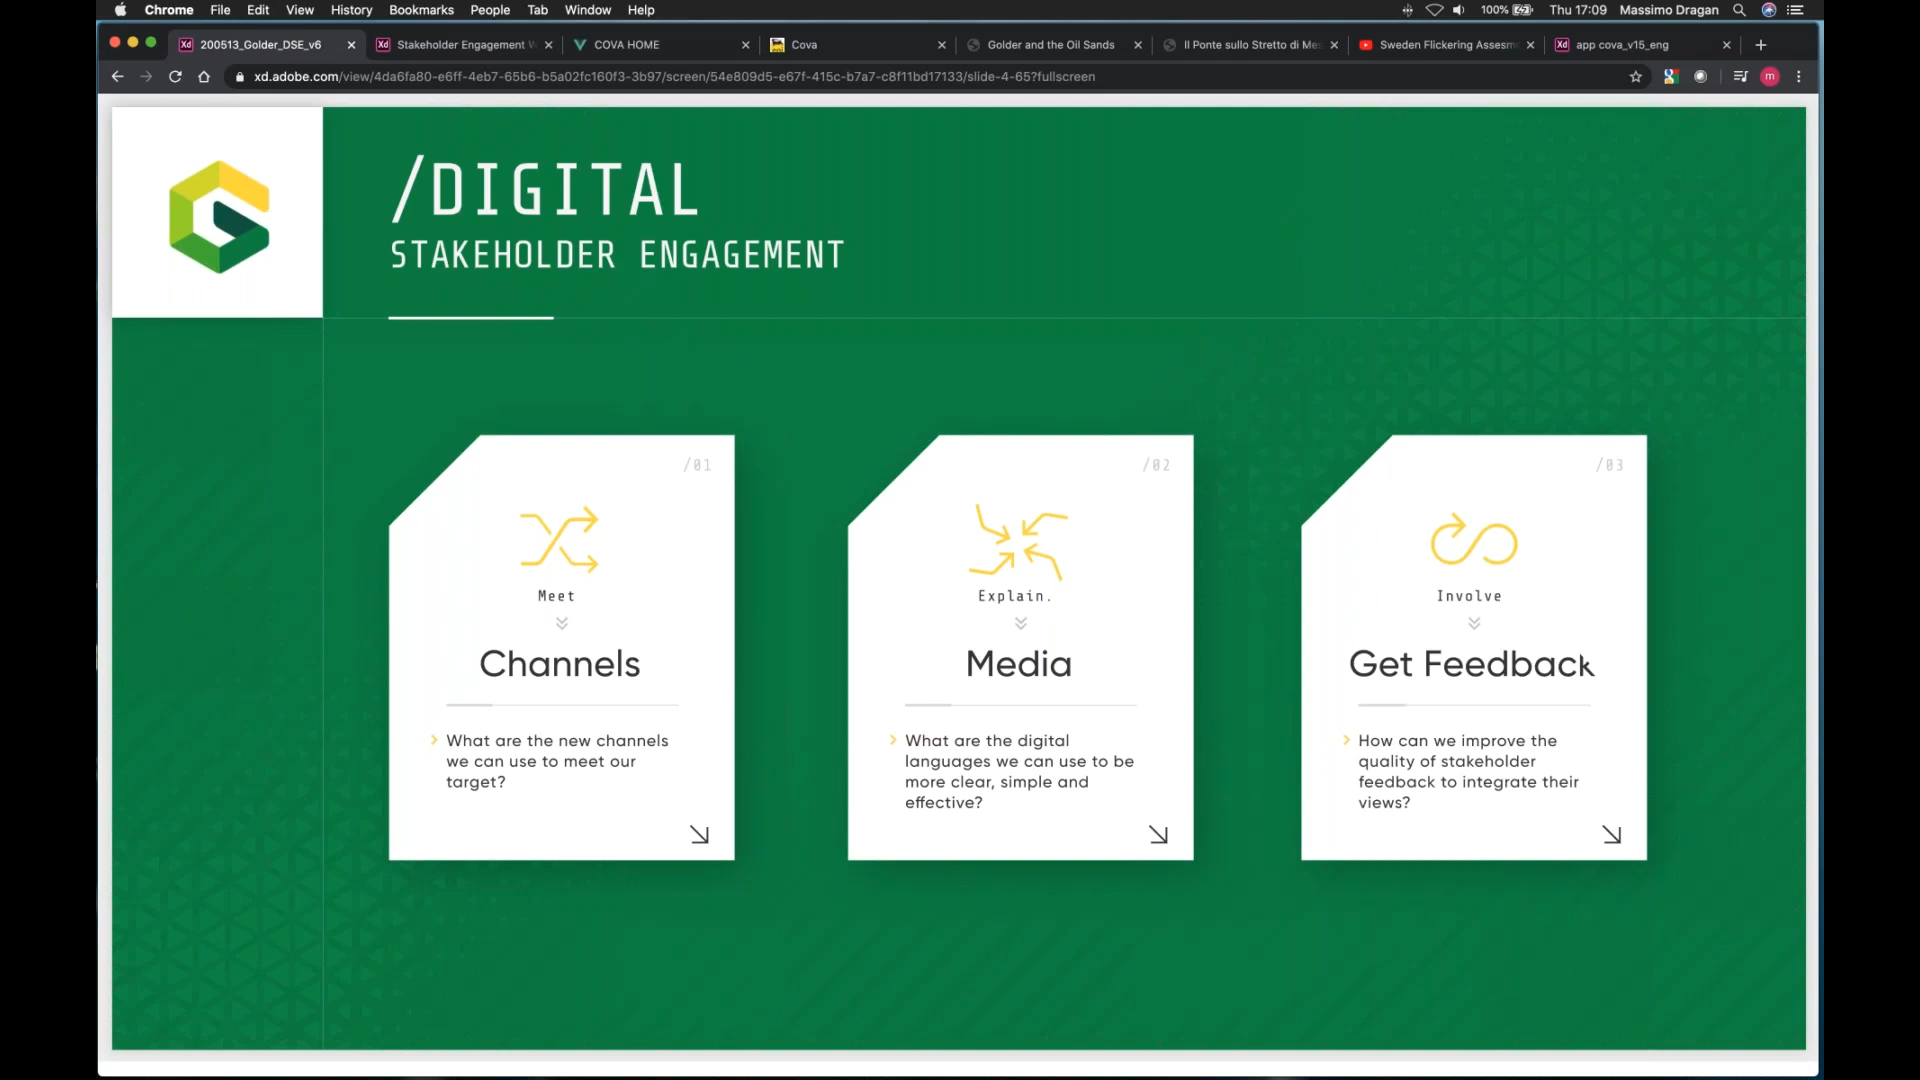 Chrome File Edit View History Bookmarks People Tab Window Help 100% Thu 17:09 Massimo Dragan
200513_Golder_DSE_v6 Stakeholder Engagement COVA HOME Cova Golder and the Oil Sands Il Ponte sullo Stretto di Mes Sweden Flickering Assesm app cova_v15_eng
xd.adobe.com/view/4da6fa80-e6ff-4eb7-65b6-b5a02fc160f3-3b97/screen/54e809d5-e67f-415c-b7a7-c8f11bd17133/slide-4-65?fullscreen
/DIGITAL
STAKEHOLDER ENGAGEMENT
/01
Meet
Channels
What are the new channels
we can use to meet our
target?
/02
Explain.
Media
What are the digital
languages we can use to be
more clear, simple and
effective?
/03
Involve
Get Feedback
How can we improve the
quality of stakeholder
feedback to integrate their
views?